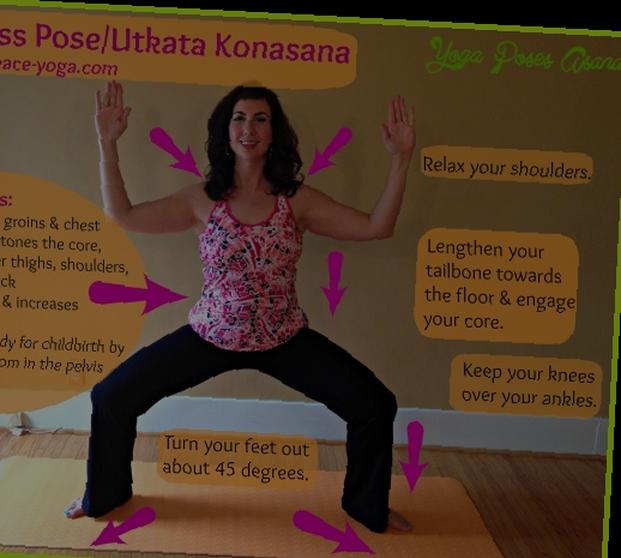 ss Pose/Utkata Konasana
eace-yoga.com
Yoga Poses Asana
Relax your shoulders.
s:
groins & chest
tones the core,
r thighs, shoulders,
ck
& increases
dy for childbirth by
om in the pelvis
Lengthen your
tailbone towards
the floor & engage
your core.
Keep your knees
over your ankles.
Turn your feet out
about 45 degrees.